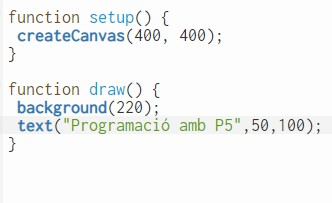 function setup() {
 createCanvas(400, 400);
}

function draw() {
 background(220);
 text("Programació amb P5",50,100);
}